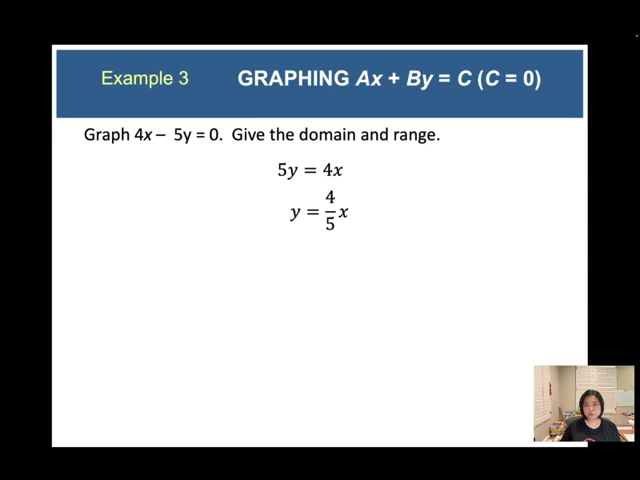 Example 3
GRAPHING Ax + By = C (C = 0)
Graph 4x – 5y = 0. Give the domain and range.
5y = 4x
y = 4/5 x